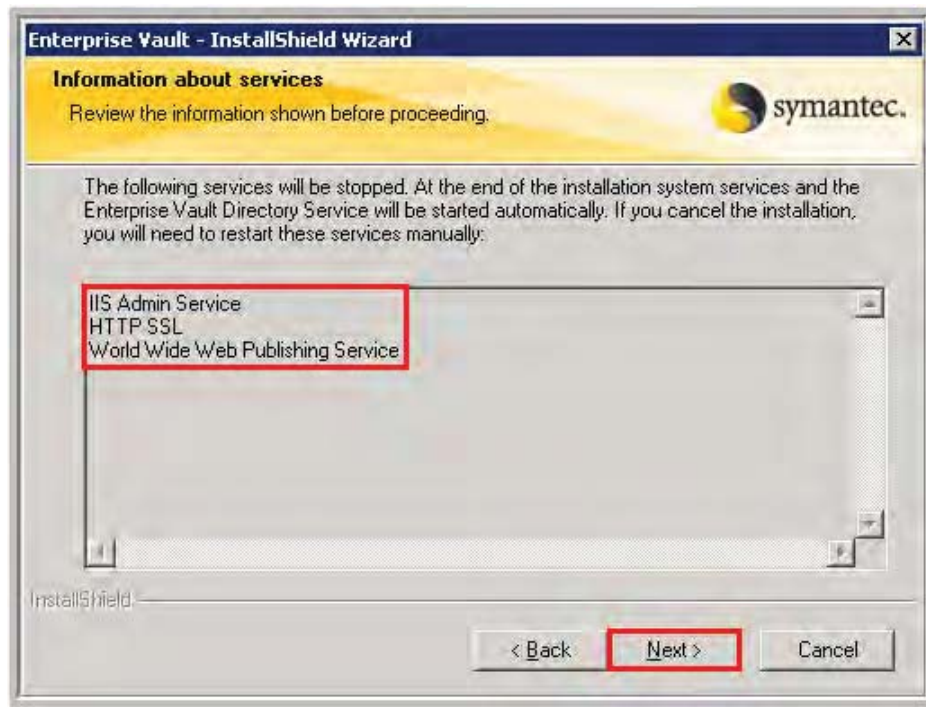 Enterprise Vault - InstallShield Wizard
Information about services
Review the information shown before proceeding.
symantec.
The following services will be stopped. At the end of the installation system services and the
Enterprise Vault Directory Service will be started automatically. If you cancel the installation,
you will need to restart these services manually:
IIS Admin Service
HTTP SSL
World Wide Web Publishing Service
InstallShield
< Back Next > Cancel